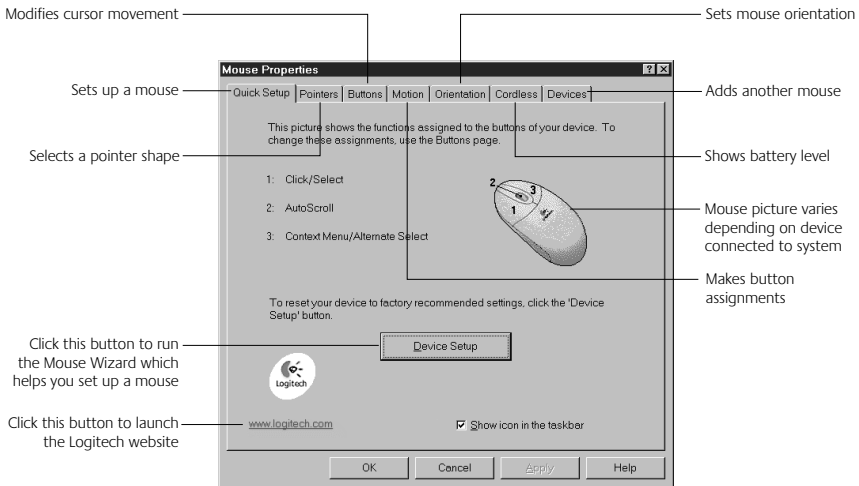 Modifies cursor movement
Sets mouse orientation
Mouse Properties
Sets up a mouse
Quick Setup Pointers Buttons Motion Orientation Cordless Devices
Adds another mouse
This picture shows the functions assigned to the buttons of your device. To
change these assignments, use the Buttons page.
Selects a pointer shape
Shows battery level
1: Click/Select
2: AutoScroll
3: Context Menu/Alternate Select
2 3
1
Mouse picture varies
depending on device
connected to system
Makes button
assignments
To reset your device to factory recommended settings, click the 'Device
Setup' button.
Click this button to run
the Mouse Wizard which
helps you set up a mouse
Device Setup
Logitech
Click this button to launch
the Logitech website
www.logitech.com
Show icon in the taskbar
OK Cancel Apply Help